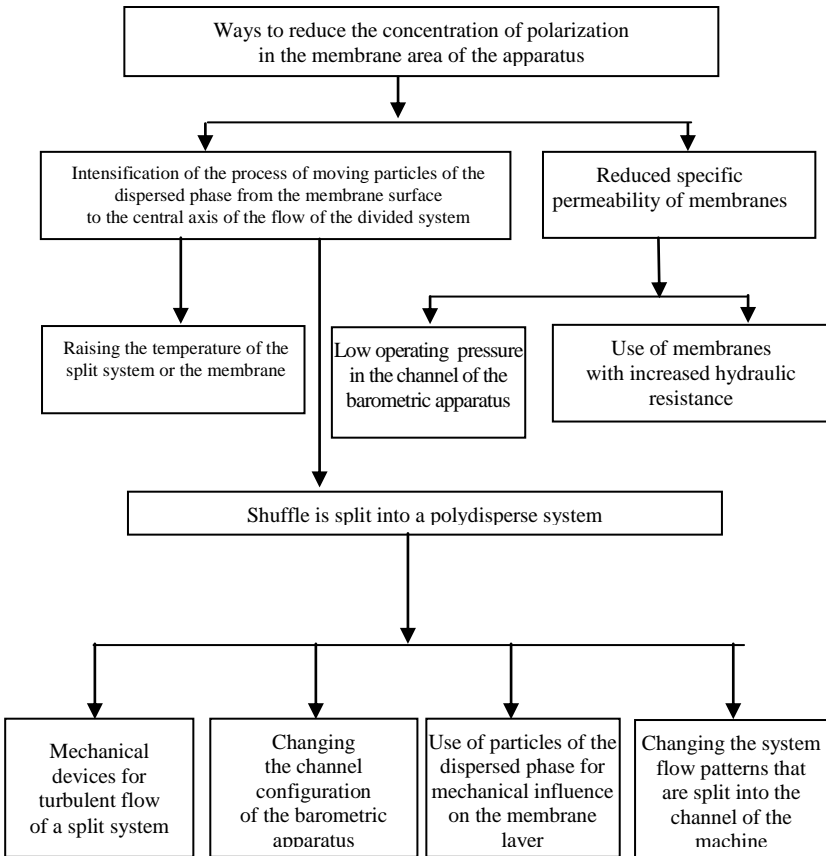 Ways to reduce the concentration of polarization
in the membrane area of the apparatus
Intensification of the process of moving particles of the
dispersed phase from the membrane surface
to the central axis of the flow of the divided system
Reduced specific
permeability of membranes
Raising the temperature of the
split system or the membrane
Low operating pressure
in the channel of the
barometric apparatus
Use of membranes
with increased hydraulic
resistance
Shuffle is split into a polydisperse system
Mechanical
devices for
turbulent flow
of a split system
Changing
the channel
configuration
of the barometric
apparatus
Use of particles of the
dispersed phase for
mechanical influence
on the membrane
layer
Changing the system
flow patterns that
are split into the
channel of the
machine